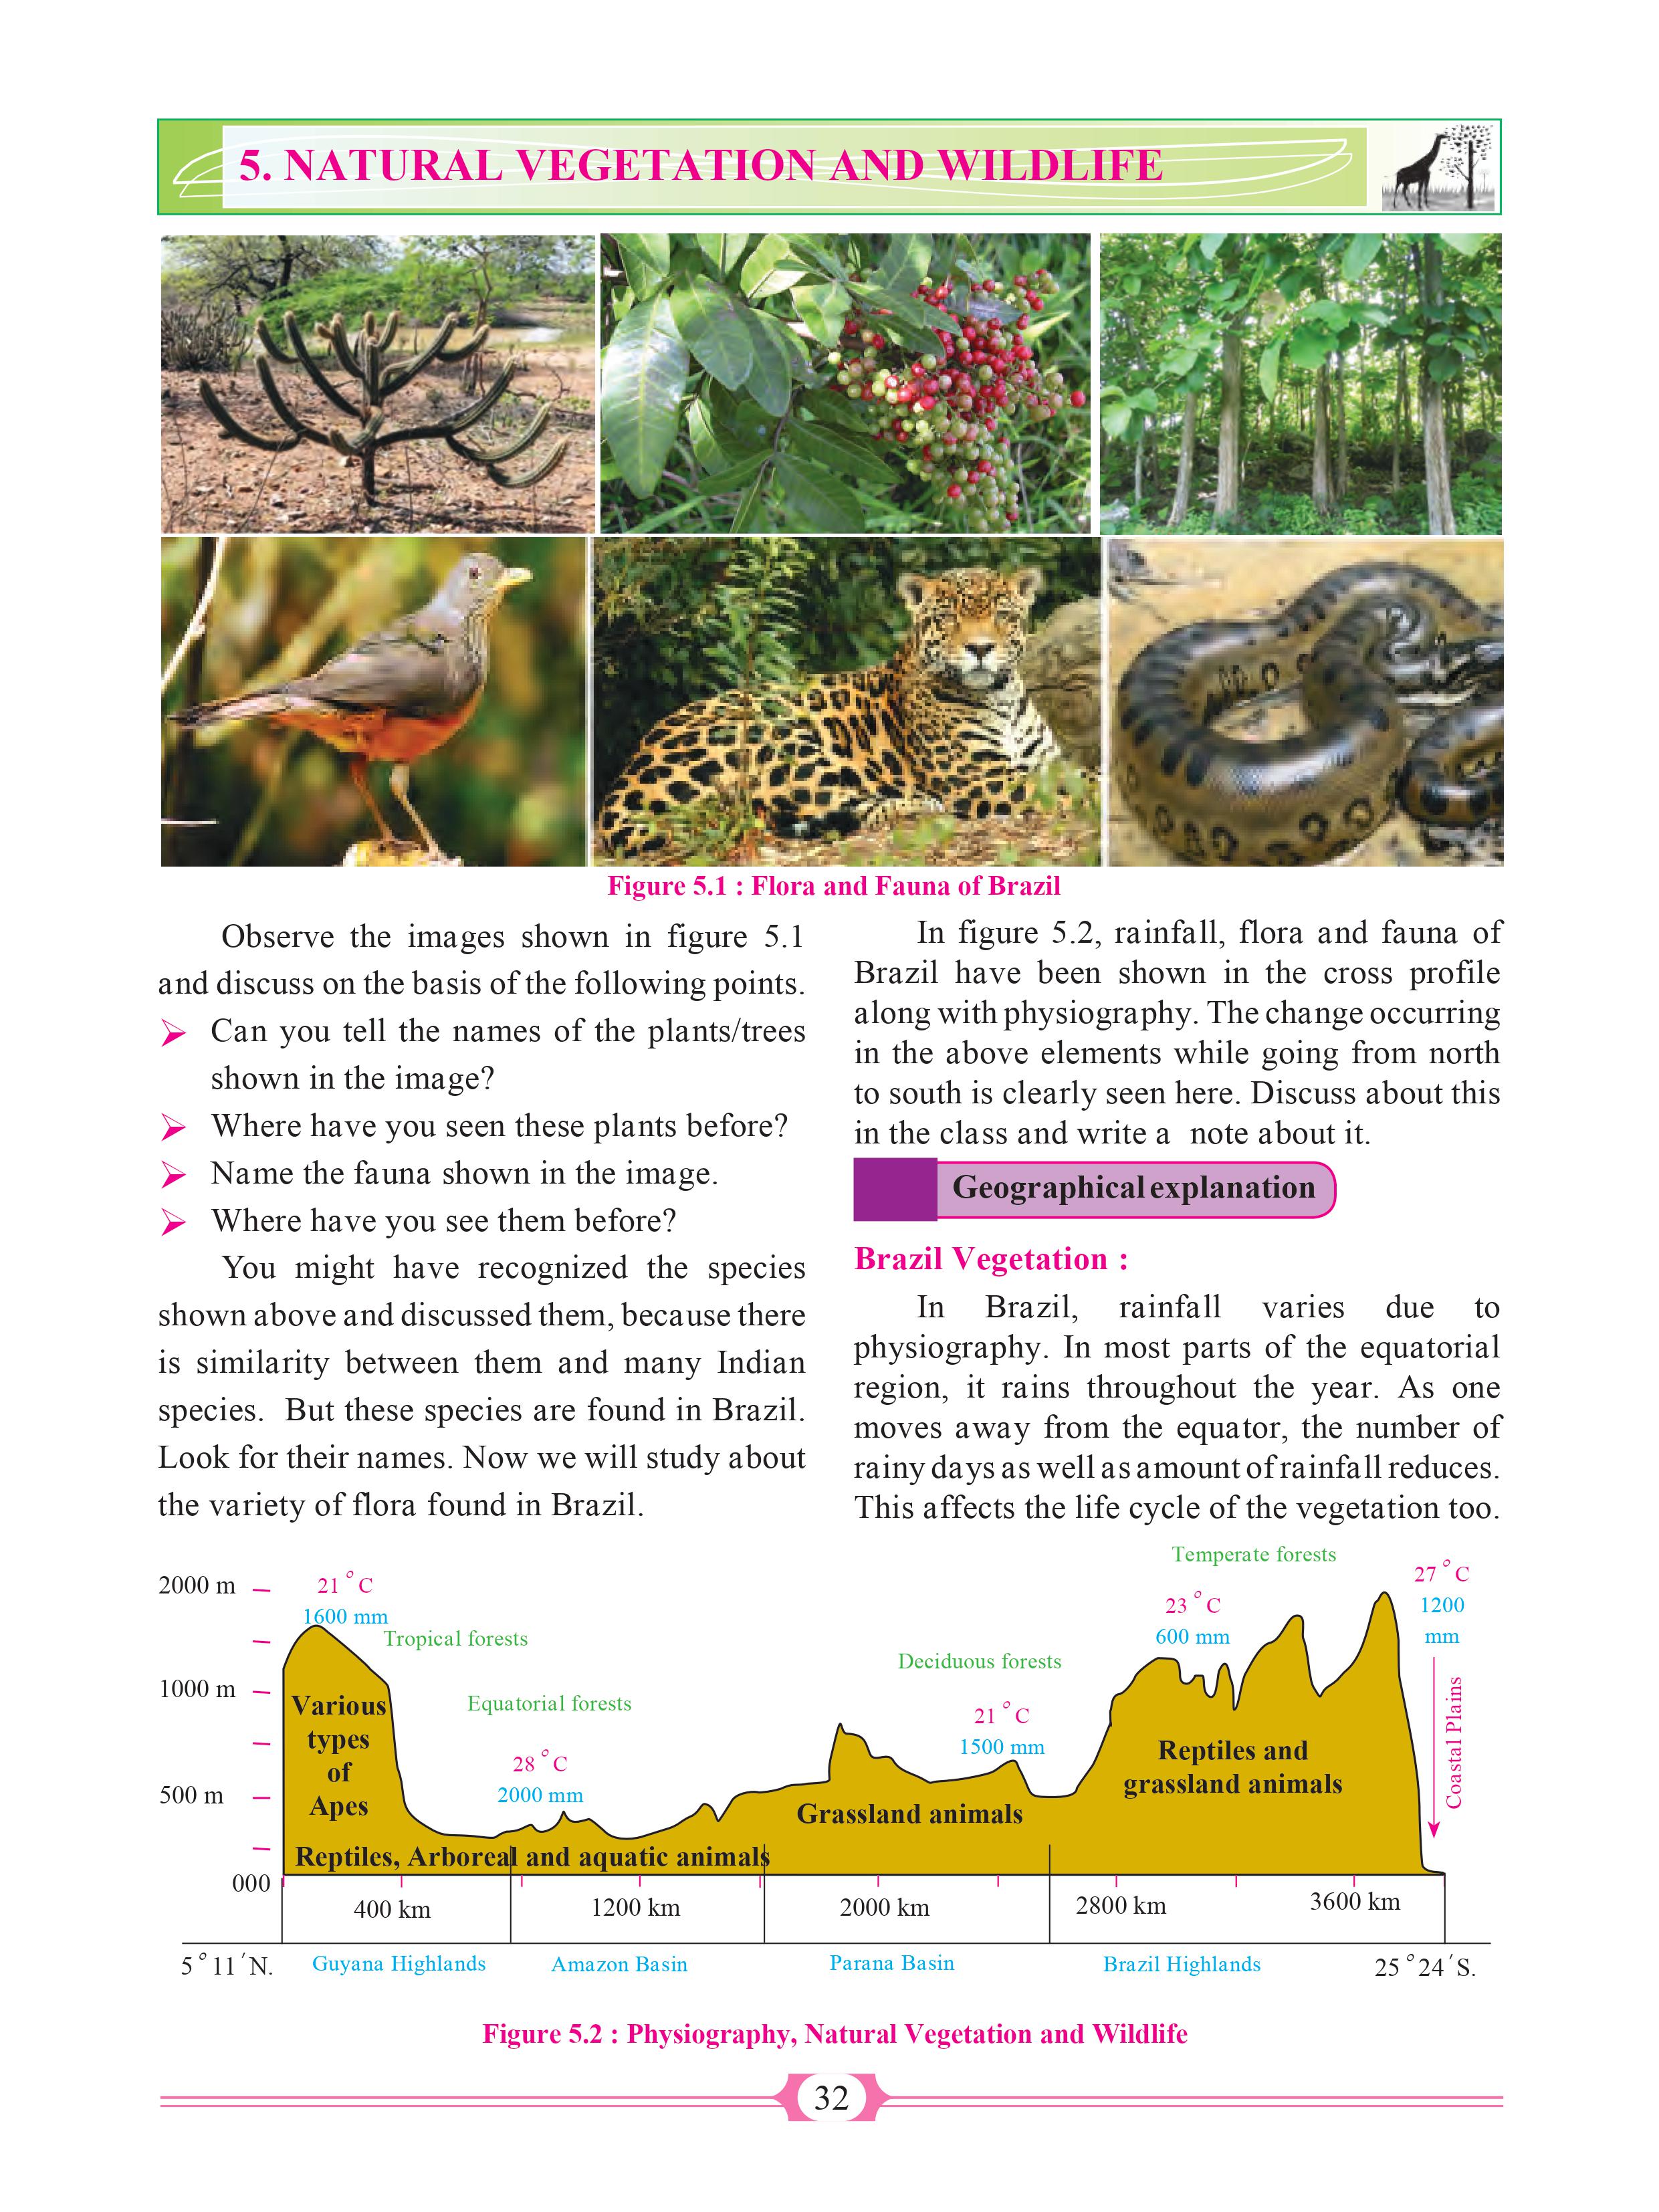 5. NATURAL VEGETATION AND WILDLIFE
Figure 5.1 : Flora and Fauna of Brazil
Observe the images shown in figure 5.1
and discuss on the basis of the following points.
➢ Can you tell the names of the plants/trees
shown in the image?
➢ Where have you seen these plants before?
➢ Name the fauna shown in the image.
➢ Where have you see them before?
You might have recognized the species
shown above and discussed them, because there
is similarity between them and many Indian
species. But these species are found in Brazil.
Look for their names. Now we will study about
the variety of flora found in Brazil.
In figure 5.2, rainfall, flora and fauna of
Brazil have been shown in the cross profile
along with physiography. The change occurring
in the above elements while going from north
to south is clearly seen here. Discuss about this
in the class and write a note about it.
Geographical explanation
Brazil Vegetation :
In Brazil, rainfall varies due to
physiography. In most parts of the equatorial
region, it rains throughout the year. As one
moves away from the equator, the number of
rainy days as well as amount of rainfall reduces.
This affects the life cycle of the vegetation too.
2000 m
1000 m
500 m
000
21 °C
1600 mm
Tropical forests
Equatorial forests
28 °C
2000 mm
Deciduous forests
21 °C
1500 mm
Temperate forests
23 °C
600 mm
27 °C
1200
mm
Coastal Plains
Various
types
of
Apes
Reptiles, Arboreal and aquatic animals
Grassland animals
Reptiles and
grassland animals
400 km
1200 km
2000 km
2800 km
3600 km
5°11′N.
Guyana Highlands
Amazon Basin
Parana Basin
Brazil Highlands
25°24′S.
Figure 5.2 : Physiography, Natural Vegetation and Wildlife
32